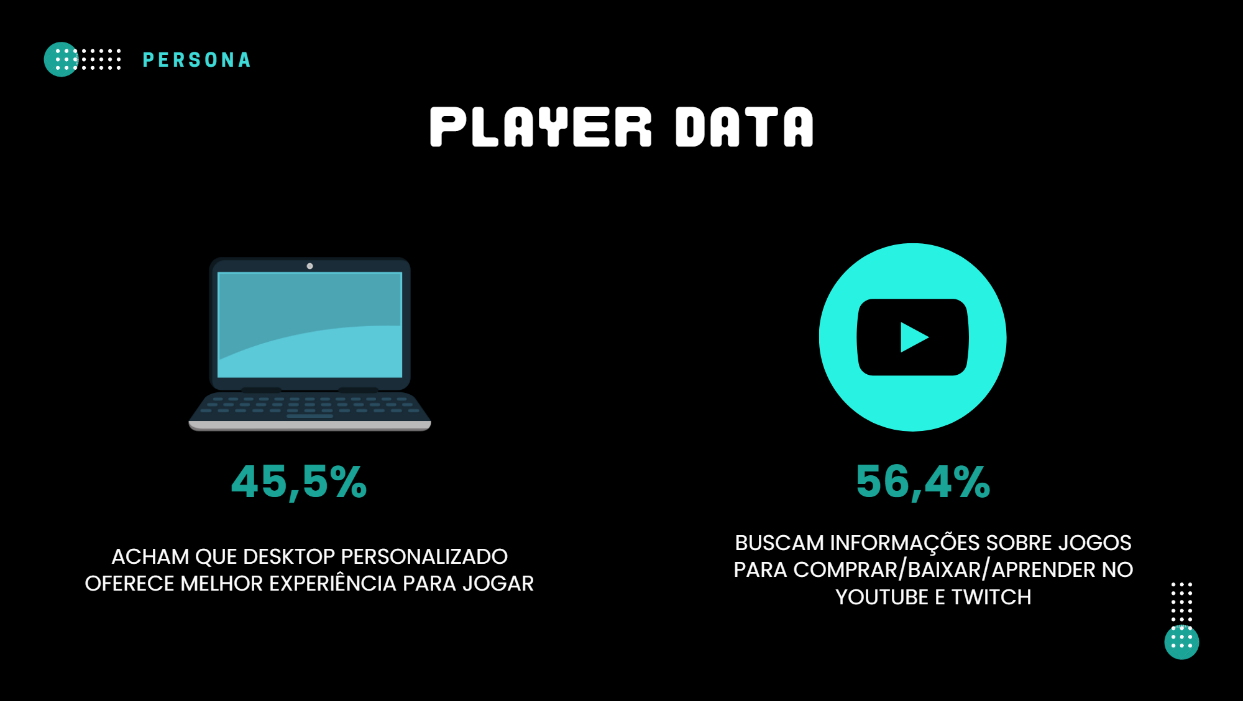 PERSONA
PLAYER DATA
45,5%
ACHAM QUE DESKTOP PERSONALIZADO
OFERECE MELHOR EXPERIÊNCIA PARA JOGAR
56,4%
BUSCAM INFORMAÇÕES SOBRE JOGOS
PARA COMPRAR/BAIXAR/APRENDER NO
YOUTUBE E TWITCH